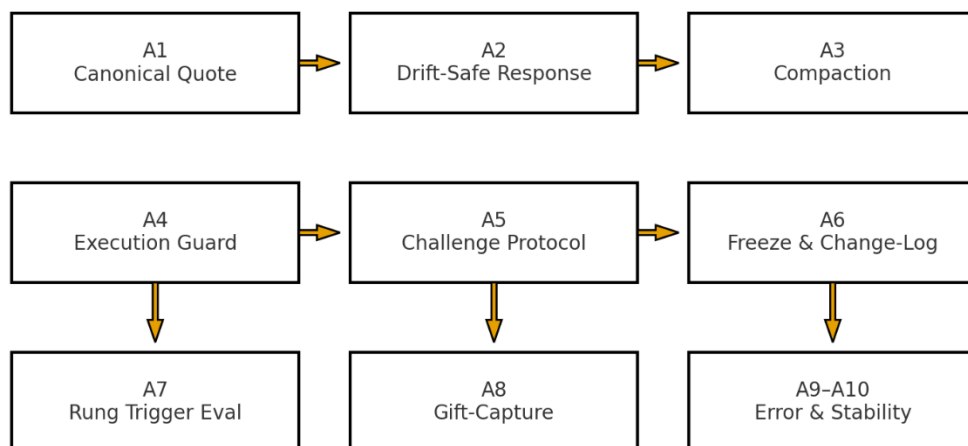 A1
Canonical Quote
A2
Drift-Safe Response
A3
Compaction
A4
Execution Guard
A5
Challenge Protocol
A6
Freeze & Change-Log
A7
Rung Trigger Eval
A8
Gift-Capture
A9–A10
Error & Stability